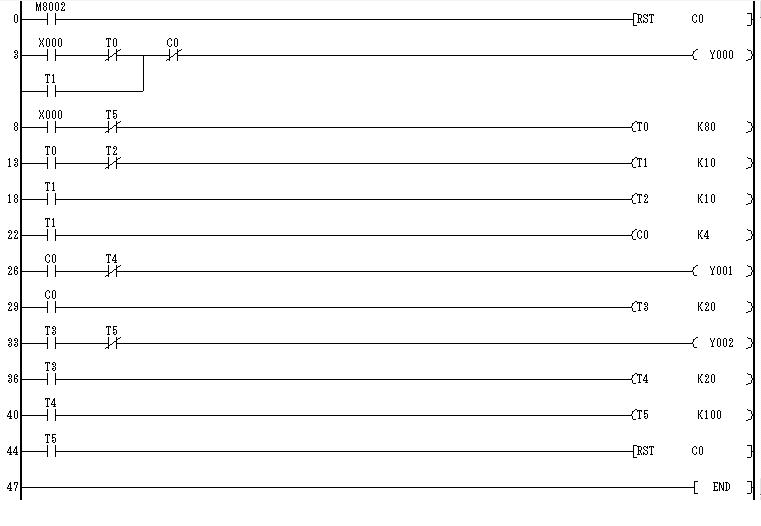 M8002
0 RST C0
X000 T0 C0
3 Y000
T1
X000 T5
8 T0 K80
T0 T2
13 T1 K10
T1
18 T2 K10
T1
22 C0 K4
C0 T4
26 Y001
C0
29 T3 K20
T3 T5
33 Y002
T3
36 T4 K20
T4
40 T5 K100
T5
44 RST C0
47 END